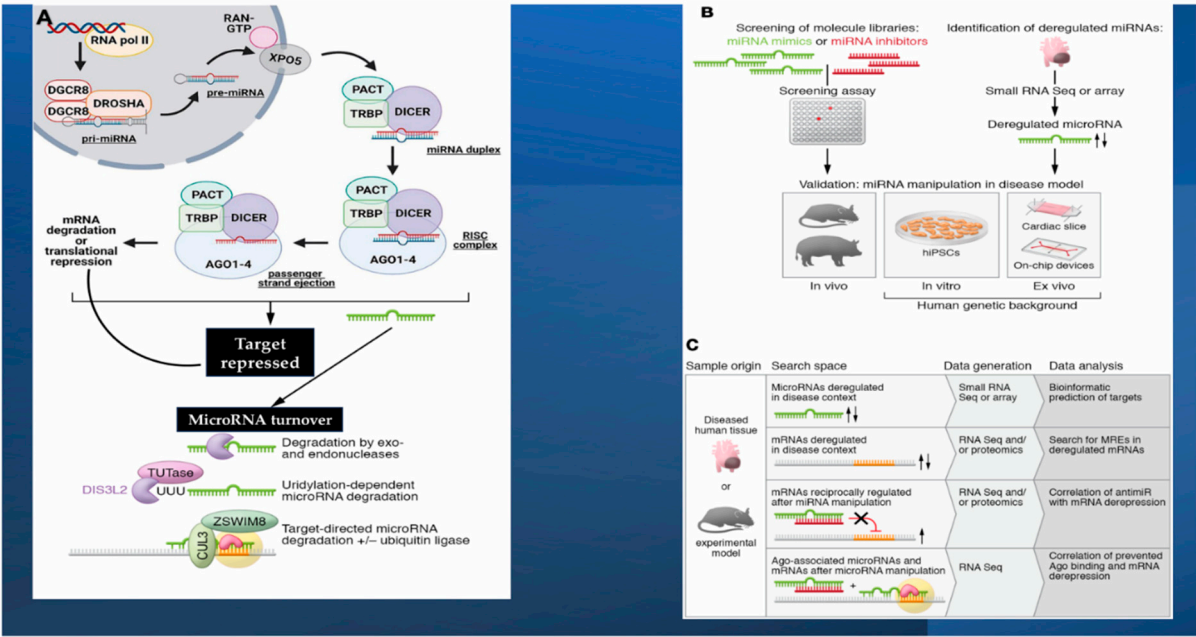 A
RNA pol II
RAN-
GTP
XPO5
DGCR8
DGCR8
DROSHA
pri-miRNA
pre-miRNA
PACT
TRBP
DICER
miRNA duplex
PACT
TRBP
DICER
AGO1-4
RISC
complex
PACT
TRBP
DICER
AGO1-4
passenger
strand ejection
mRNA
degradation
or
translational
repression
Target
repressed
MicroRNA turnover
Degradation by exo-
and endonucleases
TUTase
DIS3L2
UUU
Uridylation-dependent
microRNA degradation
ZSWIM8
CUL3
Target-directed microRNA
degradation +/– ubiquitin ligase
B
Screening of molecule libraries:
miRNA mimics or miRNA inhibitors
Screening assay
Identification of deregulated miRNAs:
Small RNA Seq or array
Deregulated microRNA
Validation: miRNA manipulation in disease model
hiPSCs
Cardiac slice
On-chip devices
In vivo
In vitro
Ex vivo
Human genetic background
C
Sample origin
Search space
Data generation
Data analysis
Diseased
human tissue
or
experimental
model
MicroRNAs deregulated
in disease context
Small RNA
Seq or array
Bioinformatic
prediction of targets
mRNAs deregulated
in disease context
RNA Seq and/
or proteomics
Search for MREs in
deregulated mRNAs
mRNAs reciprocally regulated
after miRNA manipulation
RNA Seq and/
or proteomics
Correlation of antimiR
with mRNA derepression
Ago-associated microRNAs and
mRNAs after microRNA manipulation
+
RNA Seq
Correlation of prevented
Ago binding and mRNA
derepression